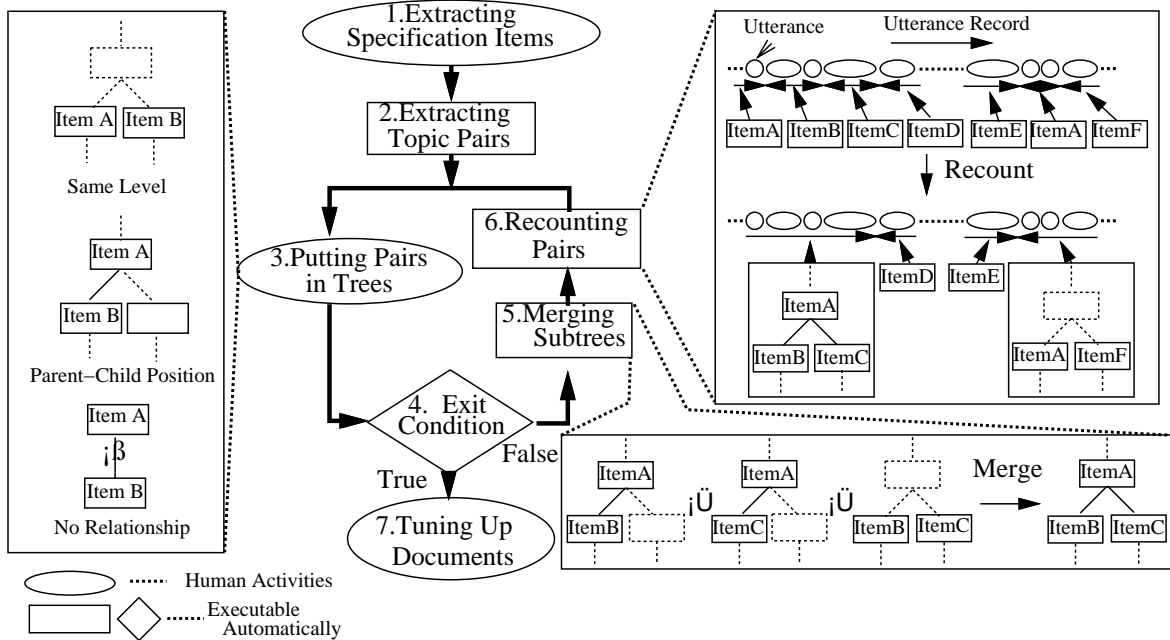 1.Extracting
Specification Items
2.Extracting
Topic Pairs
3.Putting Pairs
in Trees
4. Exit
Condition
True
False
5.Merging
Subtrees
6.Recounting
Pairs
7.Tuning Up
Documents
Item A
Item B
Same Level
Item A
Item B
Parent–Child Position
Item A
¡ß
Item B
No Relationship
Human Activities
Executable
Automatically
Utterance
Utterance Record
ItemA
ItemB
ItemC
ItemD
ItemE
ItemA
ItemF
Recount
ItemD
ItemE
ItemA
ItemB
ItemC
ItemA
ItemF
ItemA
ItemB
¡Ü
ItemA
ItemC
¡Ü
ItemB
ItemC
Merge
ItemA
ItemB
ItemC